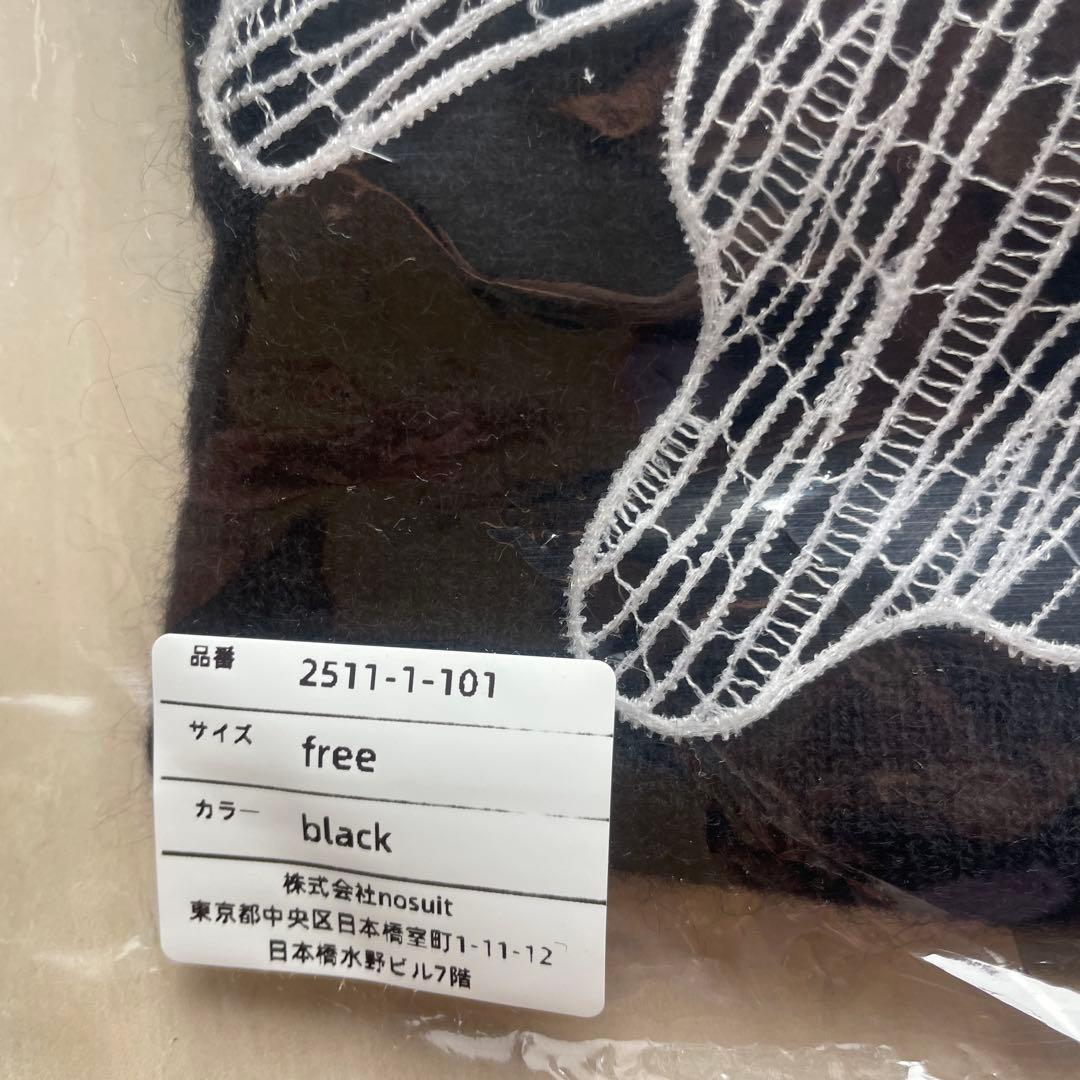 品番 2511-1-101
サイズ free
カラー black
株式会社nosuit
東京都中央区日本橋室町1-11-12
日本橋水野ビル7階